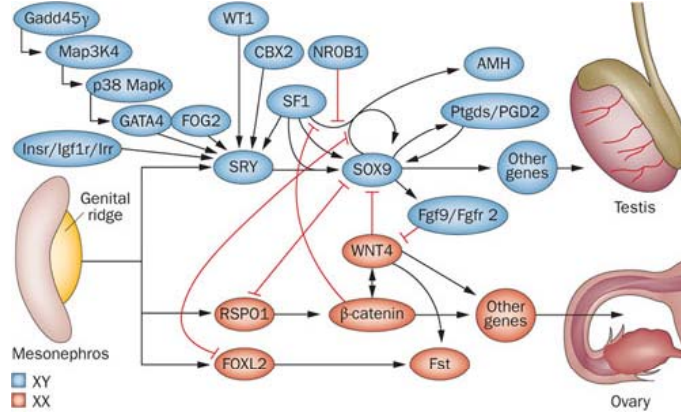 Gadd45γ
Map3K4
p38 Mapk
GATA4
FOG2
Insr/Igf1r/Irr
WT1
CBX2
NR0B1
SF1
AMH
Ptgds/PGD2
SRY
SOX9
Other
genes
Testis
Genital
ridge
Fgf9/Fgfr 2
WNT4
RSPO1
β-catenin
Other
genes
Mesonephros
FOXL2
Fst
XY
XX
Ovary